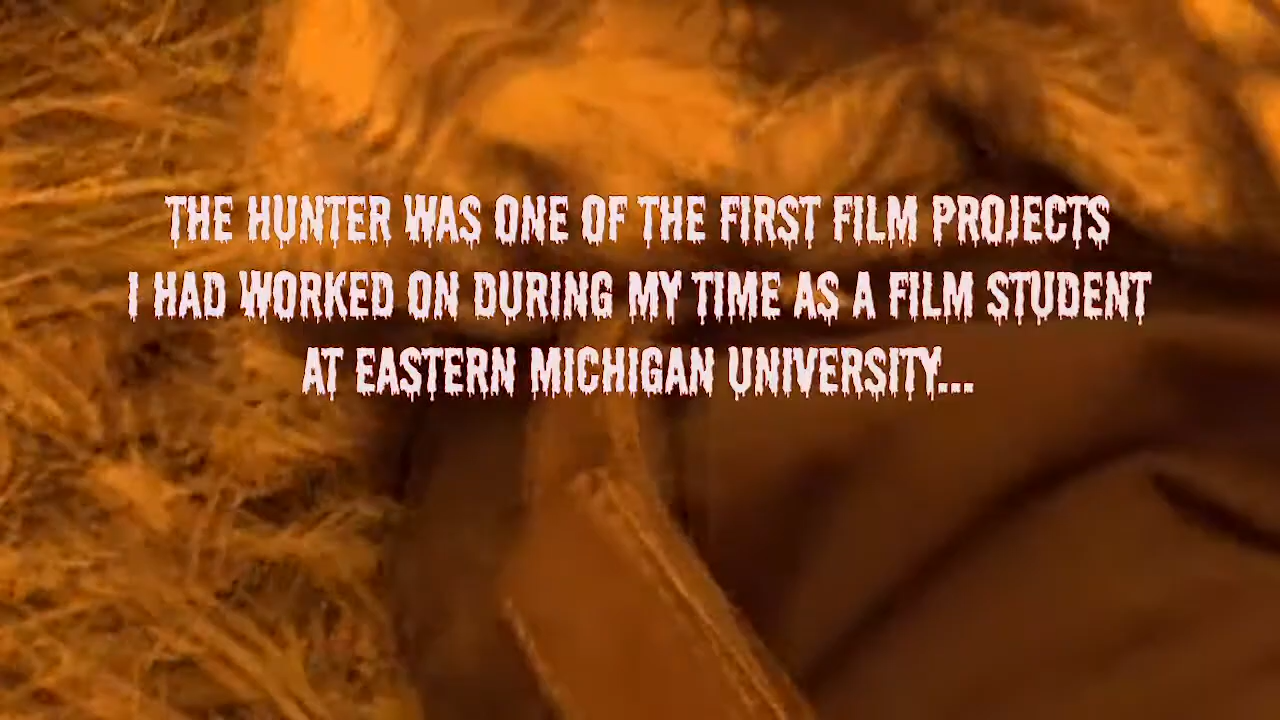 THE HUNTER WAS ONE OF THE FIRST FILM PROJECTS
I HAD WORKED ON DURING MY TIME AS A FILM STUDENT
AT EASTERN MICHIGAN UNIVERSITY...